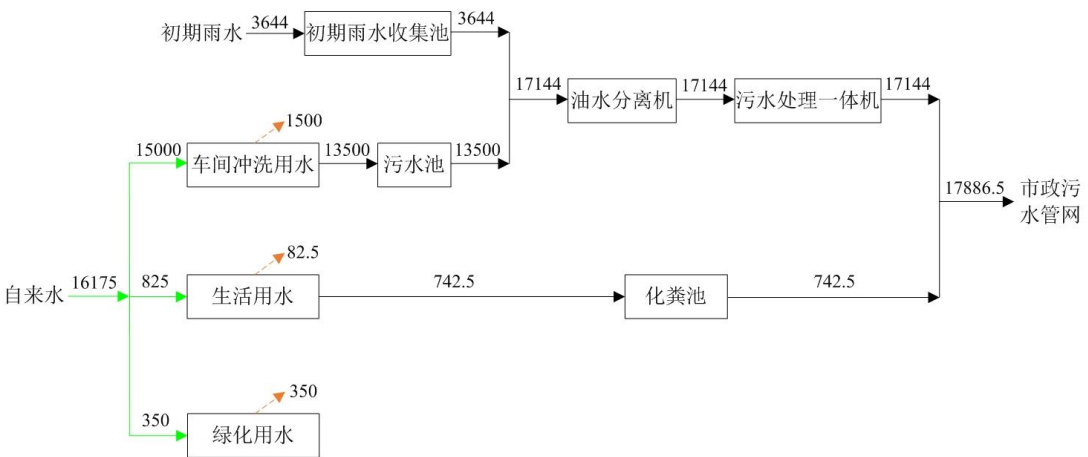 初期雨水
3644
初期雨水收集池
3644
17144
油水分离机
17144
污水处理一体机
17144
1500
15000
车间冲洗用水
13500
污水池
13500
17886.5
市政污
水管网
82.5
自来水
16175
825
生活用水
742.5
化粪池
742.5
350
350
绿化用水